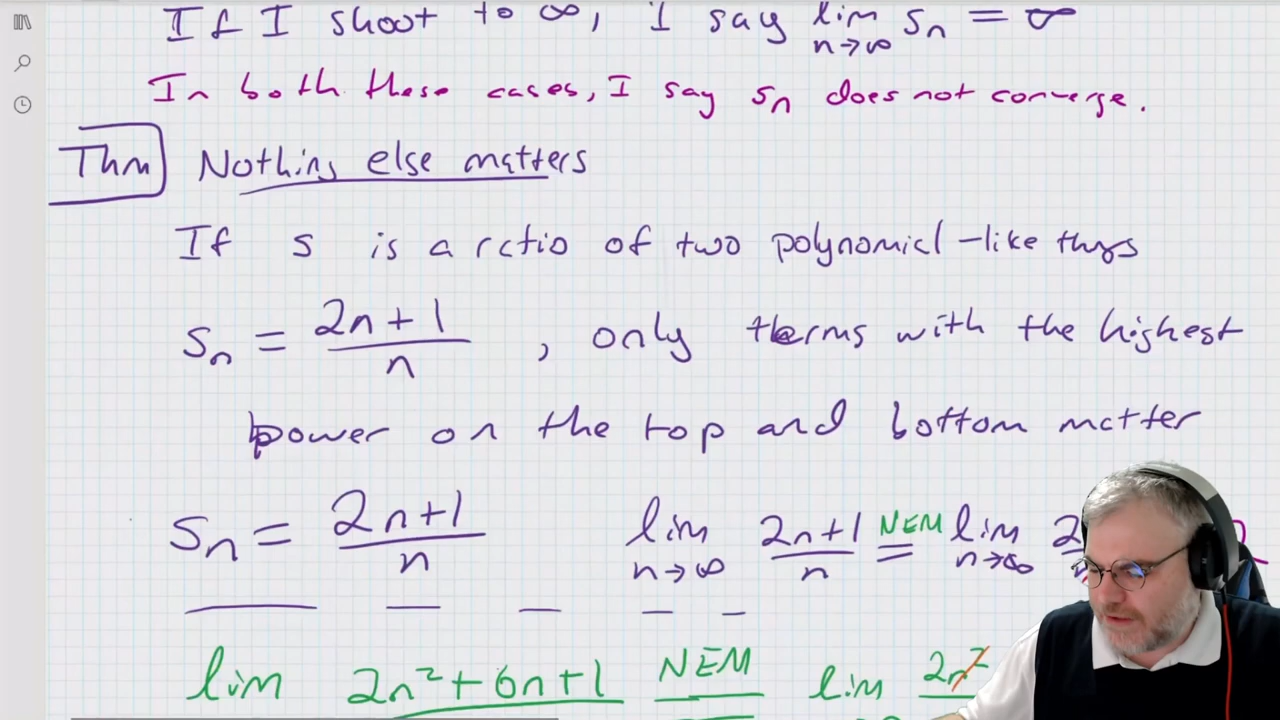 If I shoot to ∞, I say lim n→∞ sn = ∞
In both these cases, I say sn does not converge.
Thm Nothing else matters
If s is a ratio of two polynomial-like thgs
sn = 2n+1 / n , only terms with the highest
power on the top and bottom matter
sn = 2n+1 / n lim n→∞ 2n+1 / n NEM = lim n→∞
lim 2n²+6n+1 NEM lim 2n²